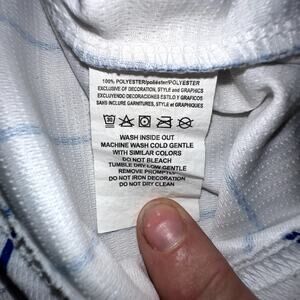 100% POLYESTER/poliéster/POLYESTER
EXCLUSIVE OF DECORATION, STYLE and GRAPHICS
EXCLUYENDO DECORACIONES ESTILO Y GRAFICOS
SANS INCLURE GARNITURES, STYLE et GRAPHIQUES
WASH INSIDE OUT
MACHINE WASH COLD GENTLE
WITH SIMILAR COLORS
DO NOT BLEACH
TUMBLE DRY LOW GENTLE
REMOVE PROMPTLY
DO NOT IRON DECORATION
DO NOT DRY CLEAN